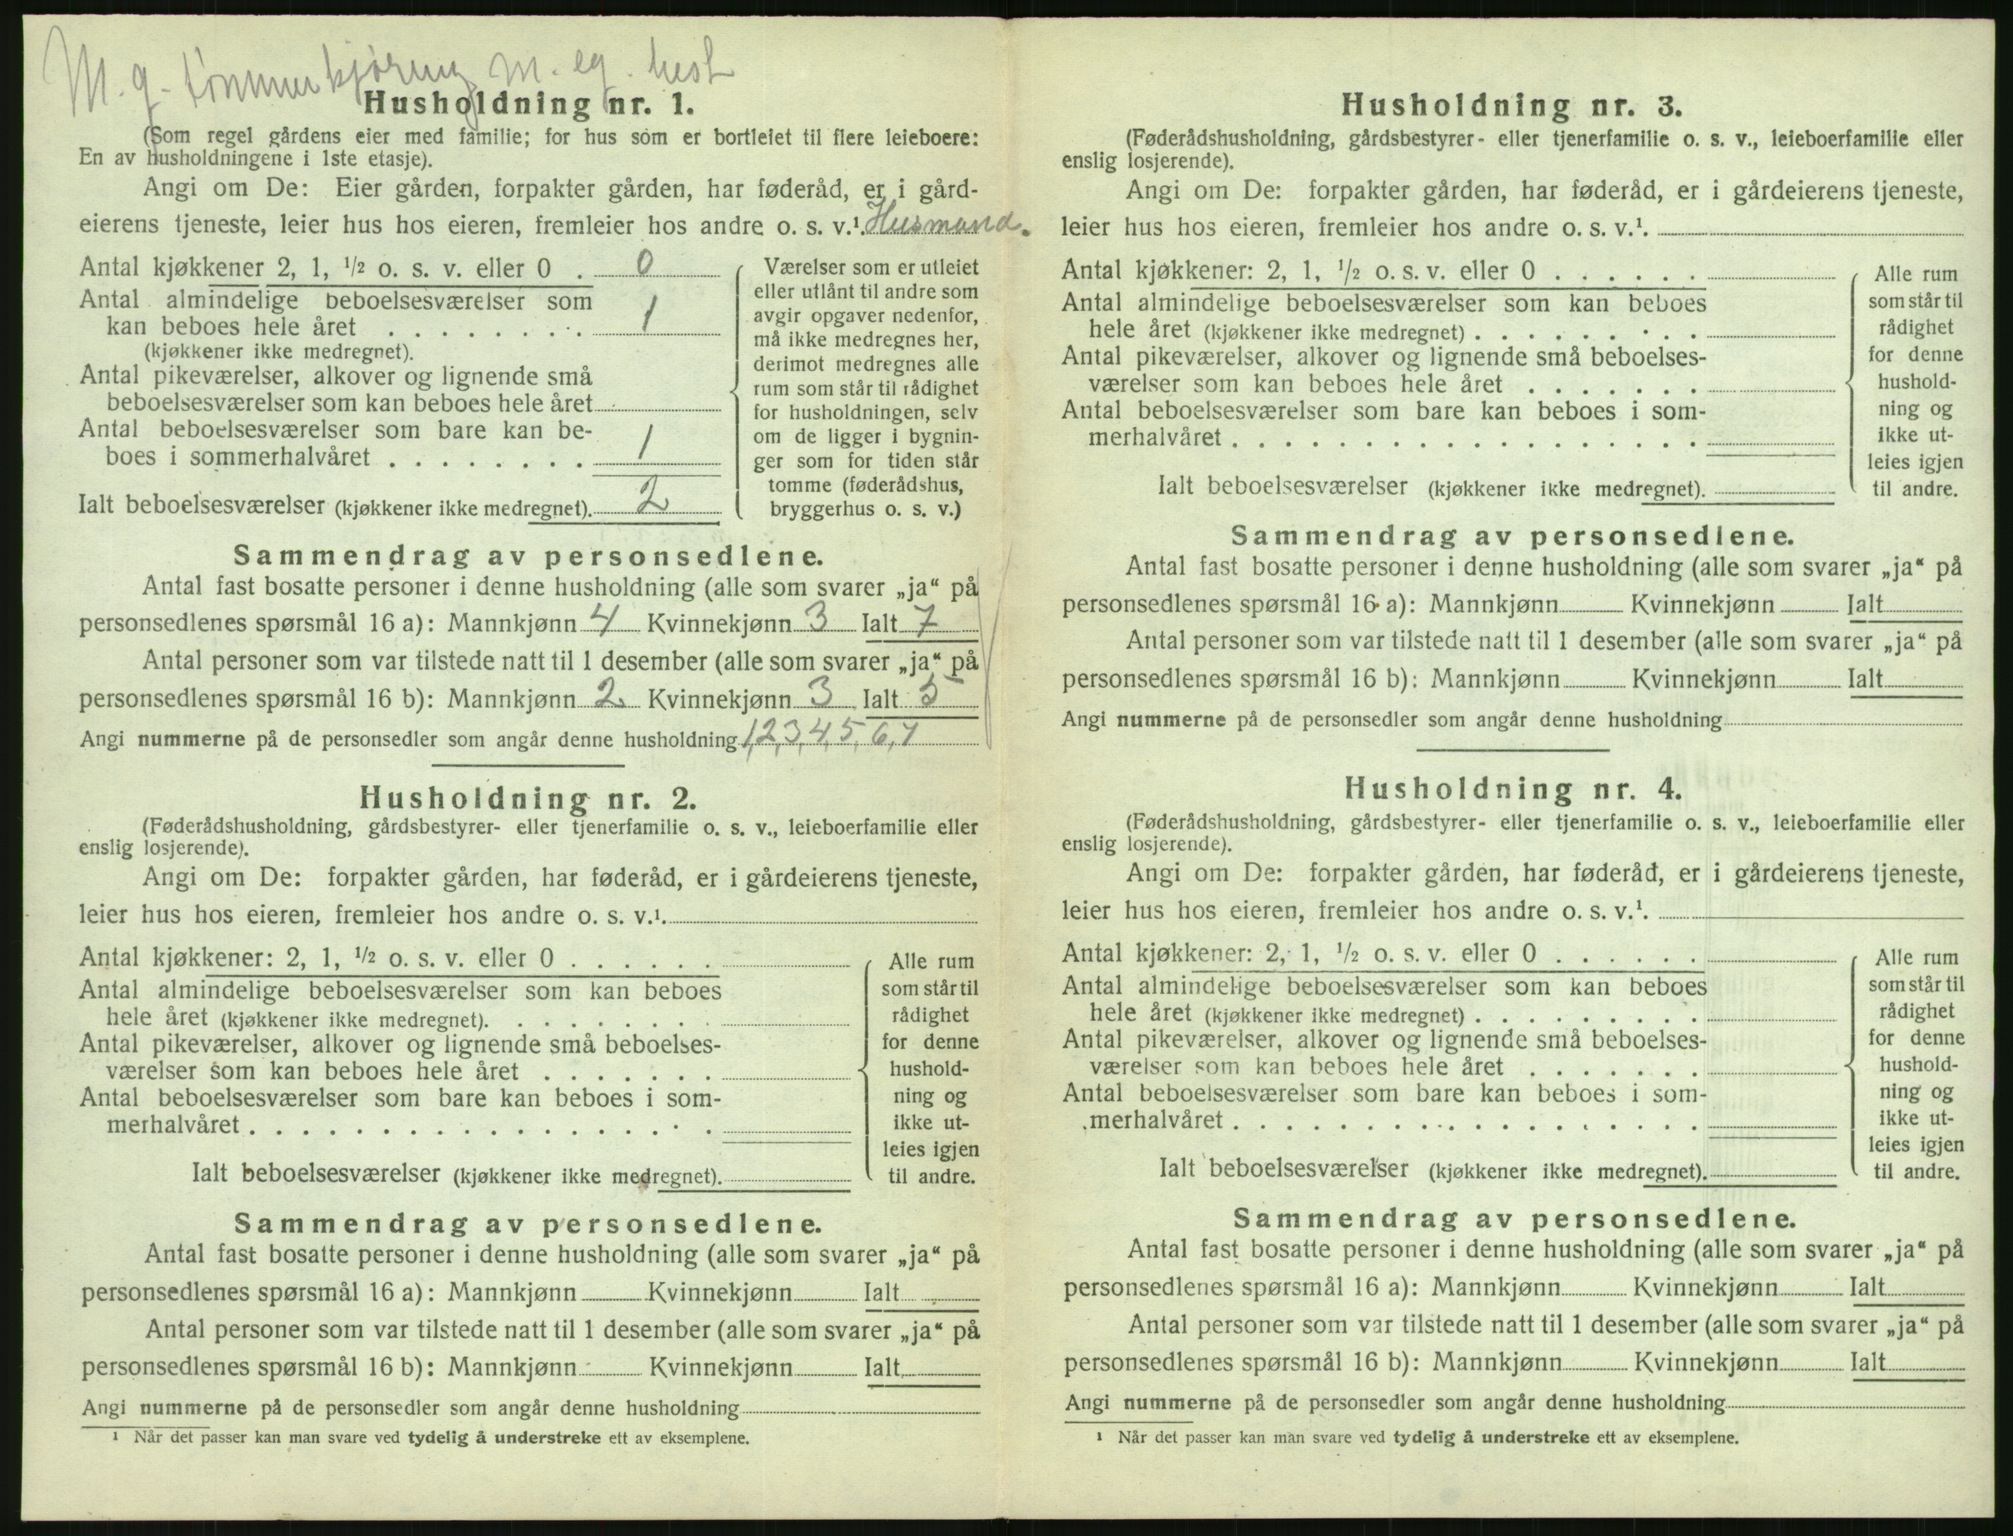 M. g. tømmerkjøring m. eg. hest
Husholdning nr. 1.
(Som regel gårdens eier med familie; for hus som er bortleiet til flere leieboere:
En av husholdningene i 1ste etasje).
Angi om De: Eier gården, forpakter gården, har føderåd, er i gård-
eierens tjeneste, leier hus hos eieren, fremleier hos andre o. s. v.¹. Husmand.
Antal kjøkkener 2, 1, ½ o. s. v. eller 0 . 0
Antal almindelige beboelsesværelser som
kan beboes hele året . . . . . . . . 1
(kjøkkener ikke medregnet).
Antal pikeværelser, alkover og lignende små
beboelsesværelser som kan beboes hele året
Antal beboelsesværelser som bare kan be-
boes i sommerhalvåret . . . . . . . . 1
Ialt beboelsesværelser (kjøkkener ikke medregnet). 2
Værelser som er utleiet
eller utlånt til andre som
avgir opgaver nedenfor,
må ikke medregnes her,
derimot medregnes alle
rum som står til rådighet
for husholdningen, selv
om de ligger i bygnin-
ger som for tiden står
tomme (føderådshus,
bryggerhus o. s. v.)
Sammendrag av personsedlene.
Antal fast bosatte personer i denne husholdning (alle som svarer „ja“ på
personsedlenes spørsmål 16 a): Mannkjønn 4 Kvinnekjønn 3 Ialt 7
Antal personer som var tilstede natt til 1 desember (alle som svarer „ja“ på
personsedlenes spørsmål 16 b): Mannkjønn 2 Kvinnekjønn 3 Ialt 5
Angi nummerne på de personsedler som angår denne husholdning 1,2,3,4,5,6,7
Husholdning nr. 2.
(Føderådshusholdning, gårdsbestyrer- eller tjenerfamilie o. s. v., leieboerfamilie eller
enslig losjerende).
Angi om De: forpakter gården, har føderåd, er i gårdeierens tjeneste,
leier hus hos eieren, fremleier hos andre o. s. v.¹.
Antal kjøkkener: 2, 1, ½ o. s. v. eller 0 . . . . . .
Antal almindelige beboelsesværelser som kan beboes
hele året (kjøkkener ikke medregnet). . . . . . . . .
Antal pikeværelser, alkover og lignende små beboelses-
værelser som kan beboes hele året . . . . . . .
Antal beboelsesværelser som bare kan beboes i som-
merhalvåret . . . . . . . . . . . . . . . . . .
Ialt beboelsesværelser (kjøkkener ikke medregnet).
Alle rum
som står til
rådighet
for denne
hushold-
ning og
ikke ut-
leies igjen
til andre.
Sammendrag av personsedlene.
Antal fast bosatte personer i denne husholdning (alle som svarer „ja“ på
personsedlenes spørsmål 16 a): Mannkjønn Kvinnekjønn Ialt
Antal personer som var tilstede natt til 1 desember (alle som svarer „ja“ på
personsedlenes spørsmål 16 b): Mannkjønn Kvinnekjønn Ialt
Angi nummerne på de personsedler som angår denne husholdning
¹ Når det passer kan man svare ved tydelig å understreke ett av eksemplene.
Husholdning nr. 3.
(Føderådshusholdning, gårdsbestyrer- eller tjenerfamilie o. s. v., leieboerfamilie eller
enslig losjerende).
Angi om De: forpakter gården, har føderåd, er i gårdeierens tjeneste,
leier hus hos eieren, fremleier hos andre o. s. v.¹.
Antal kjøkkener: 2, 1, ½ o. s. v. eller 0 . . . . . .
Antal almindelige beboelsesværelser som kan beboes
hele året (kjøkkener ikke medregnet) . . . . . . . . .
Antal pikeværelser, alkover og lignende små beboelses-
værelser som kan beboes hele året . . . . . . .
Antal beboelsesværelser som bare kan beboes i som-
merhalvåret . . . . . . . . . . . . . . . . . .
Ialt beboelsesværelser (kjøkkener ikke medregnet).
Alle rum
som står til
rådighet
for denne
hushold-
ning og
ikke ut-
leies igjen
til andre.
Sammendrag av personsedlene.
Antal fast bosatte personer i denne husholdning (alle som svarer „ja“ på
personsedlenes spørsmål 16 a): Mannkjønn Kvinnekjønn Ialt
Antal personer som var tilstede natt til 1 desember (alle som svarer „ja“ på
personsedlenes spørsmål 16 b): Mannkjønn Kvinnekjønn Ialt
Angi nummerne på de personsedler som angår denne husholdning
Husholdning nr. 4.
(Føderådshusholdning, gårdsbestyrer- eller tjenerfamilie o. s. v., leieboerfamilie eller
enslig losjerende).
Angi om De: forpakter gården, har føderåd, er i gårdeierens tjeneste,
leier hus hos eieren, fremleier hos andre o. s. v.¹.
Antal kjøkkener: 2, 1, ½ o. s. v. eller 0 . . . . . .
Antal almindelige beboelsesværelser som kan beboes
hele året (kjøkkener ikke medregnet) . . . . . . . . .
Antal pikeværelser, alkover og lignende små beboelses-
værelser som kan beboes hele året . . . . . . .
Antal beboelsesværelser som bare kan beboes i som-
merhalvåret . . . . . . . . . . . . . . . . . .
Ialt beboelsesværelser (kjøkkener ikke medregnet).
Alle rum
som står til
rådighet
for denne
hushold-
ning og
ikke ut-
leies igjen
til andre.
Sammendrag av personsedlene.
Antal fast bosatte personer i denne husholdning (alle som svarer „ja“ på
personsedlenes spørsmål 16 a): Mannkjønn Kvinnekjønn Ialt
Antal personer som var tilstede natt til 1 desember (alle som svarer „ja“ på
personsedlenes spørsmål 16 b): Mannkjønn Kvinnekjønn Ialt
Angi nummerne på de personsedler som angår denne husholdning
¹ Når det passer kan man svare ved tydelig å understreke ett av eksemplene.